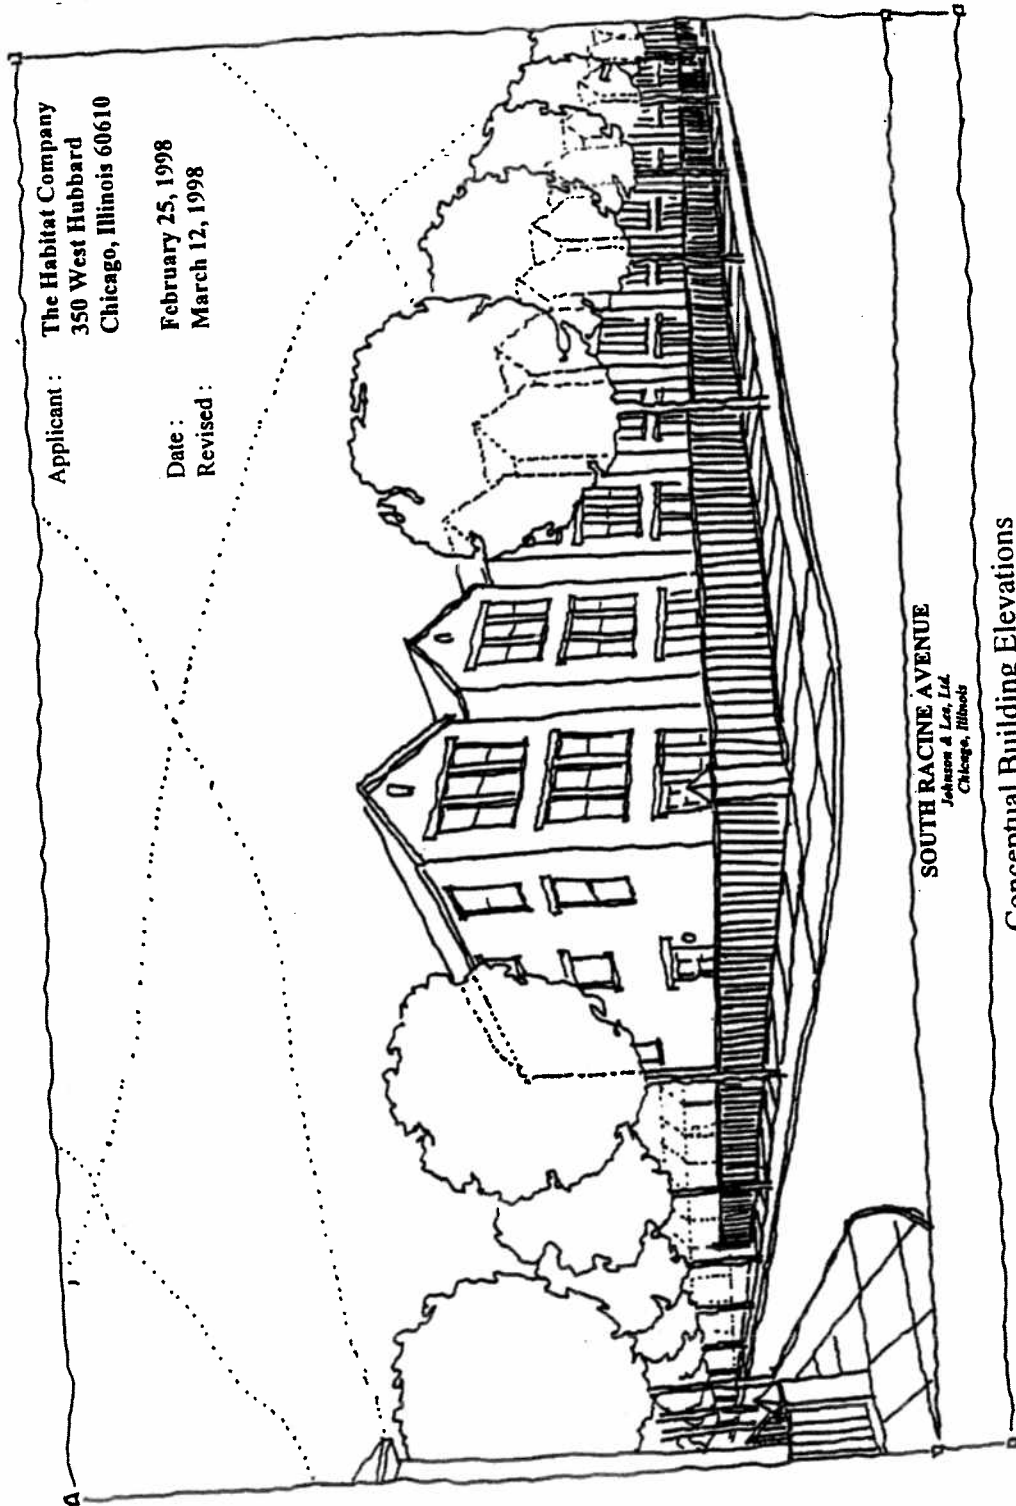 Applicant : The Habitat Company
350 West Hubbard
Chicago, Illinois 60610
Date : February 25, 1998
Revised : March 12, 1998
SOUTH RACINE AVENUE
Johnson & Lee, Ltd.
Chicago, Illinois
Conceptual Building Elevations